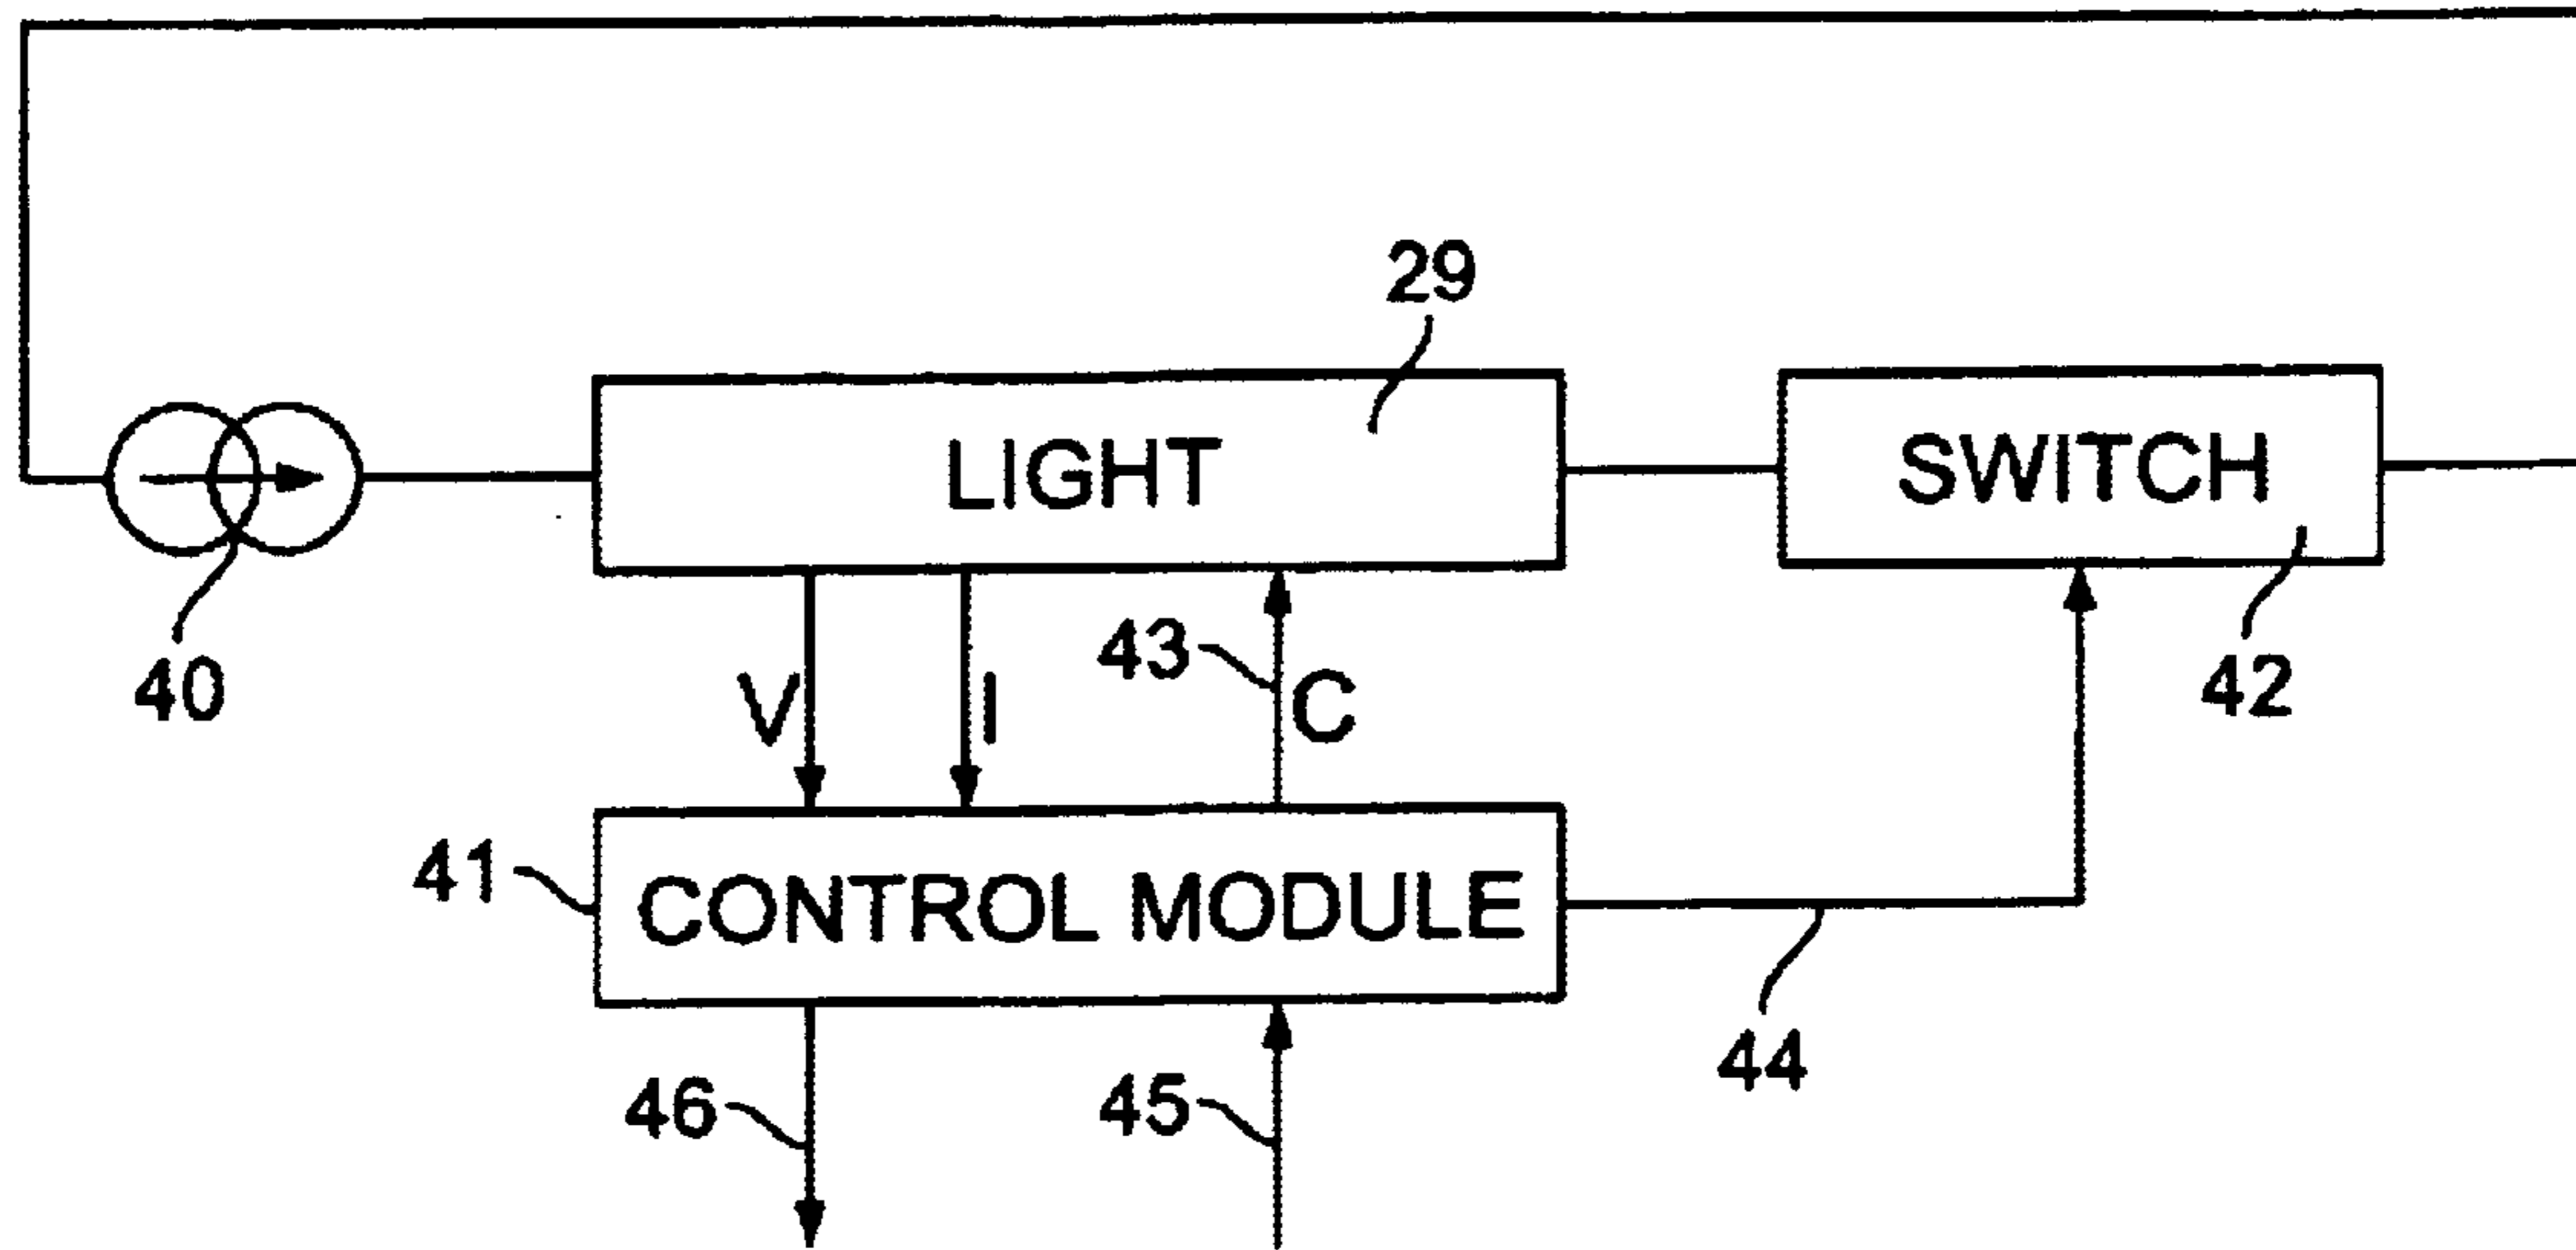 29
LIGHT
SWITCH
40
V
I
43
C
42
41
CONTROL MODULE
44
46
45